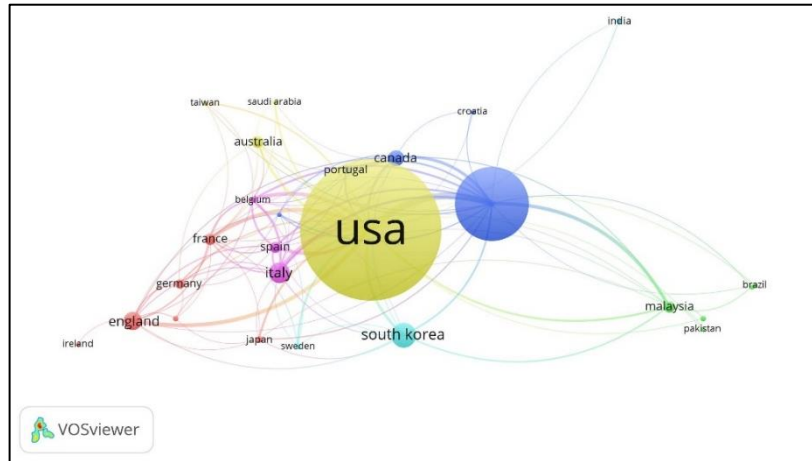 india
taiwan
saudi arabia
croatia
australia
canada
portugal
belgium
usa
france
spain
italy
germany
brazil
malaysia
england
pakistan
south korea
ireland
japan
sweden
VOSviewer